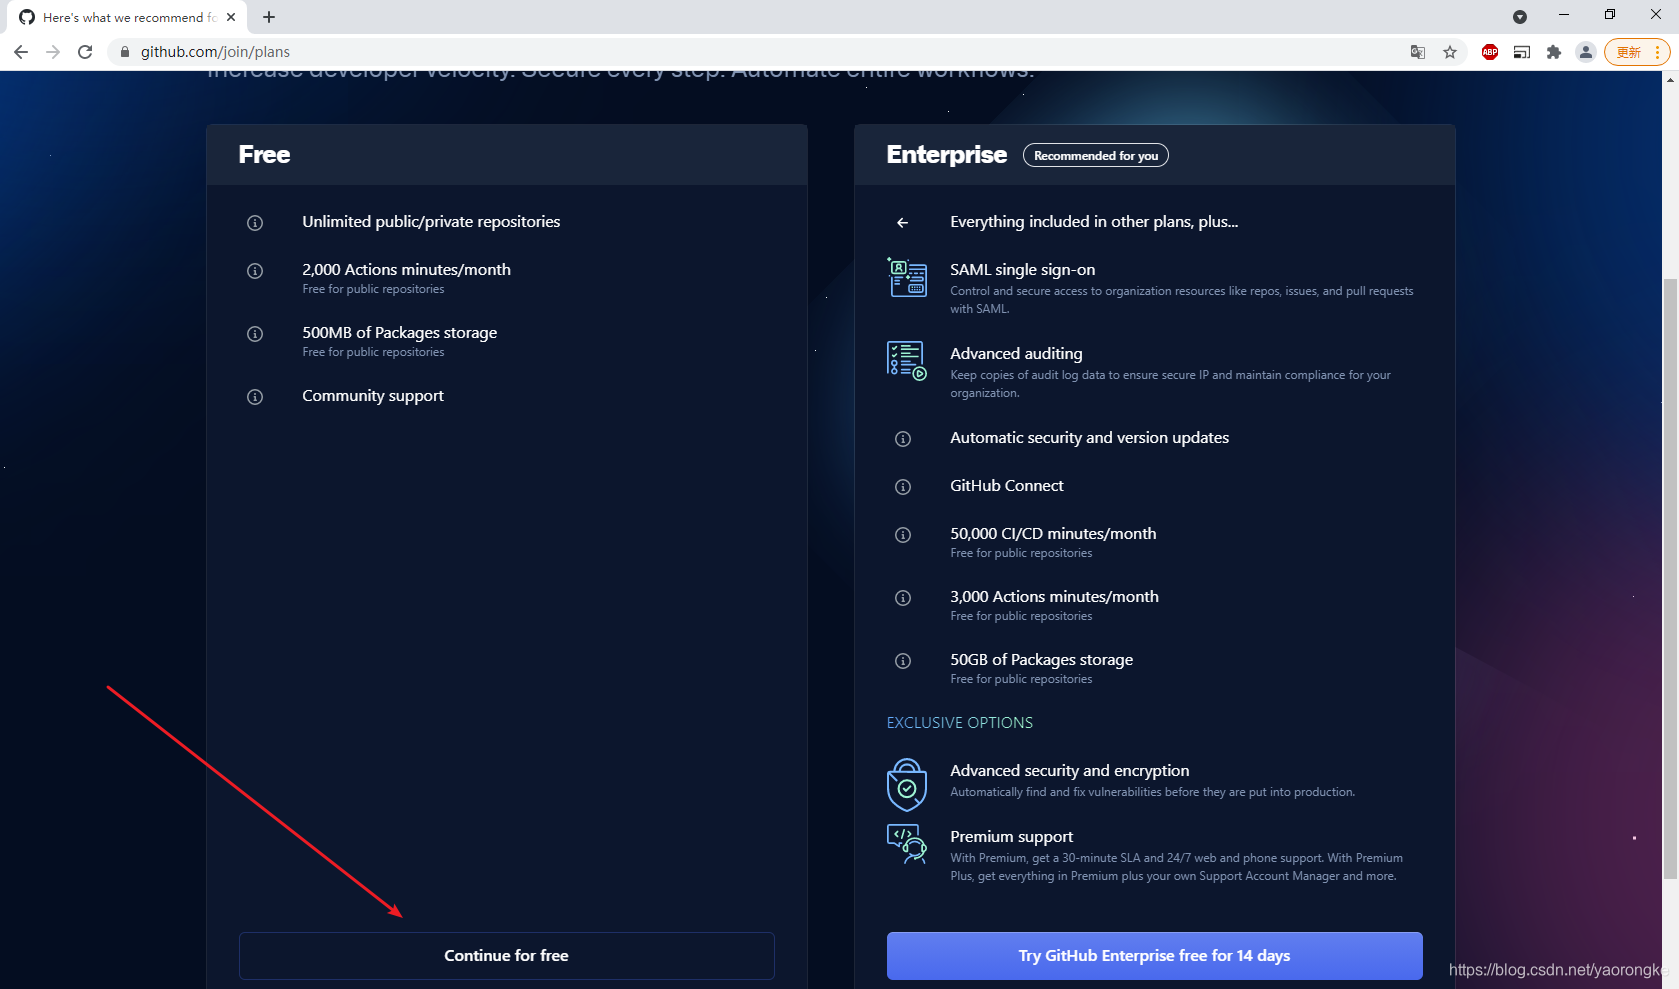 Here's what we recommend fo
github.com/join/plans
ABP
更新
Increase developer velocity. Secure every step. Automate entire workflows.
Free
Unlimited public/private repositories
2,000 Actions minutes/month
Free for public repositories
500MB of Packages storage
Free for public repositories
Community support
Continue for free
Enterprise
Recommended for you
Everything included in other plans, plus...
SAML single sign-on
Control and secure access to organization resources like repos, issues, and pull requests
with SAML.
Advanced auditing
Keep copies of audit log data to ensure secure IP and maintain compliance for your
organization.
Automatic security and version updates
GitHub Connect
50,000 CI/CD minutes/month
Free for public repositories
3,000 Actions minutes/month
Free for public repositories
50GB of Packages storage
Free for public repositories
EXCLUSIVE OPTIONS
Advanced security and encryption
Automatically find and fix vulnerabilities before they are put into production.
Premium support
With Premium, get a 30-minute SLA and 24/7 web and phone support. With Premium
Plus, get everything in Premium plus your own Support Account Manager and more.
Try GitHub Enterprise free for 14 days
https://blog.csdn.net/yaorongke